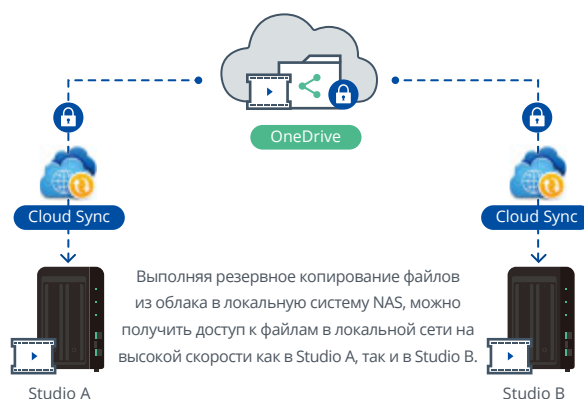 OneDrive
Cloud Sync
Cloud Sync
Выполняя резервное копирование файлов
из облака в локальную систему NAS, можно
получить доступ к файлам в локальной сети на
высокой скорости как в Studio A, так и в Studio B.
Studio A
Studio B